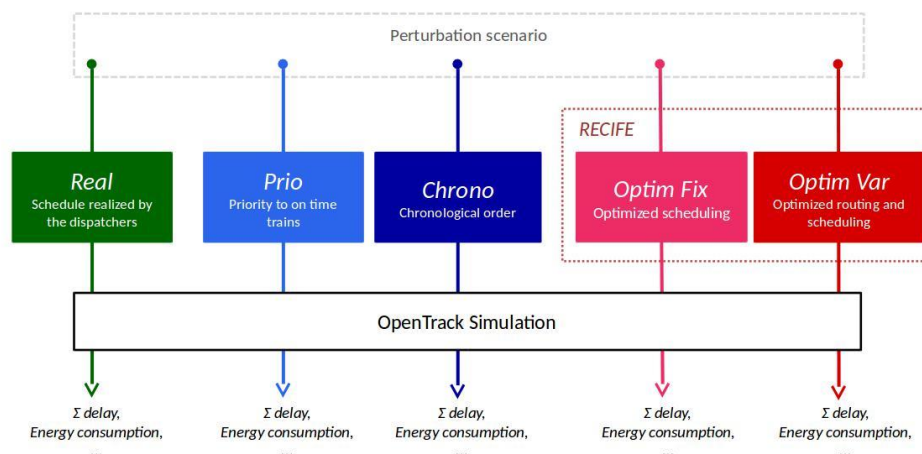 Perturbation scenario
RECIFE
Real
Schedule realized by
the dispatchers
Prio
Priority to on time
trains
Chrono
Chronological order
Optim Fix
Optimized scheduling
Optim Var
Optimized routing and
scheduling
OpenTrack Simulation
Σ delay,
Energy consumption,
Σ delay,
Energy consumption,
Σ delay,
Energy consumption,
Σ delay,
Energy consumption,
Σ delay,
Energy consumption,